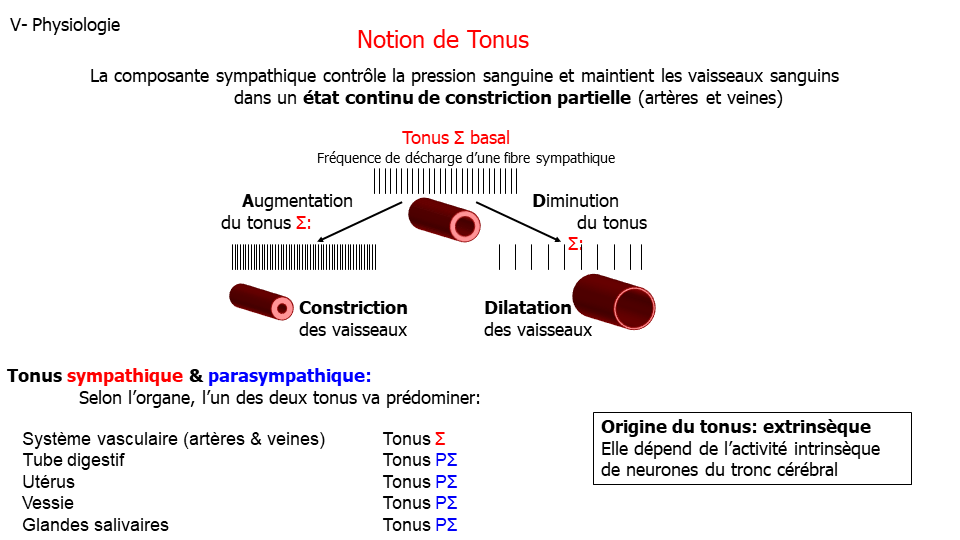 V- Physiologie
Notion de Tonus
La composante sympathique contrôle la pression sanguine et maintient les vaisseaux sanguins
dans un état continu de constriction partielle (artères et veines)
Tonus Σ basal
Fréquence de décharge d'une fibre sympathique
Augmentation
du tonus Σ:
Diminution
du tonus
Σ:
Constriction
des vaisseaux
Dilatation
des vaisseaux
Tonus sympathique & parasympathique:
Selon l'organe, l'un des deux tonus va prédominer:
Système vasculaire (artères & veines) Tonus Σ
Tube digestif Tonus PΣ
Utérus Tonus PΣ
Vessie Tonus PΣ
Glandes salivaires Tonus PΣ
Origine du tonus: extrinsèque
Elle dépend de l'activité intrinsèque
de neurones du tronc cérébral